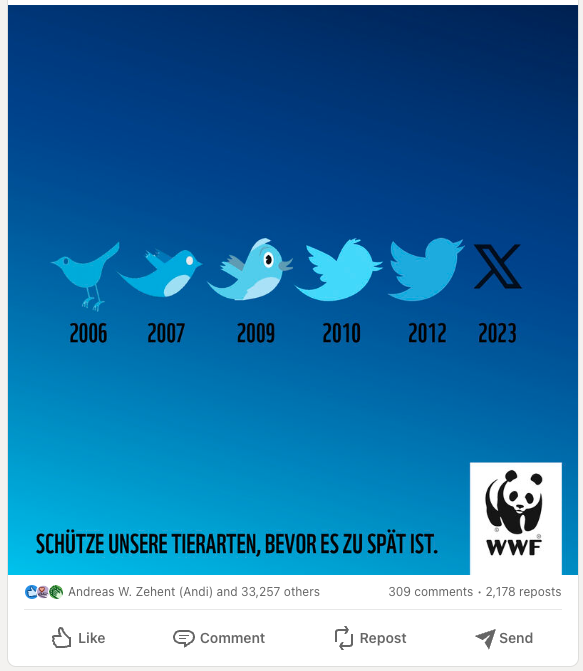 2006 2007 2009 2010 2012 2023
SCHÜTZE UNSERE TIERARTEN, BEVOR ES ZU SPÄT IST.
WWF
Andreas W. Zehent (Andi) and 33,257 others 309 comments · 2,178 reposts
Like Comment Repost Send